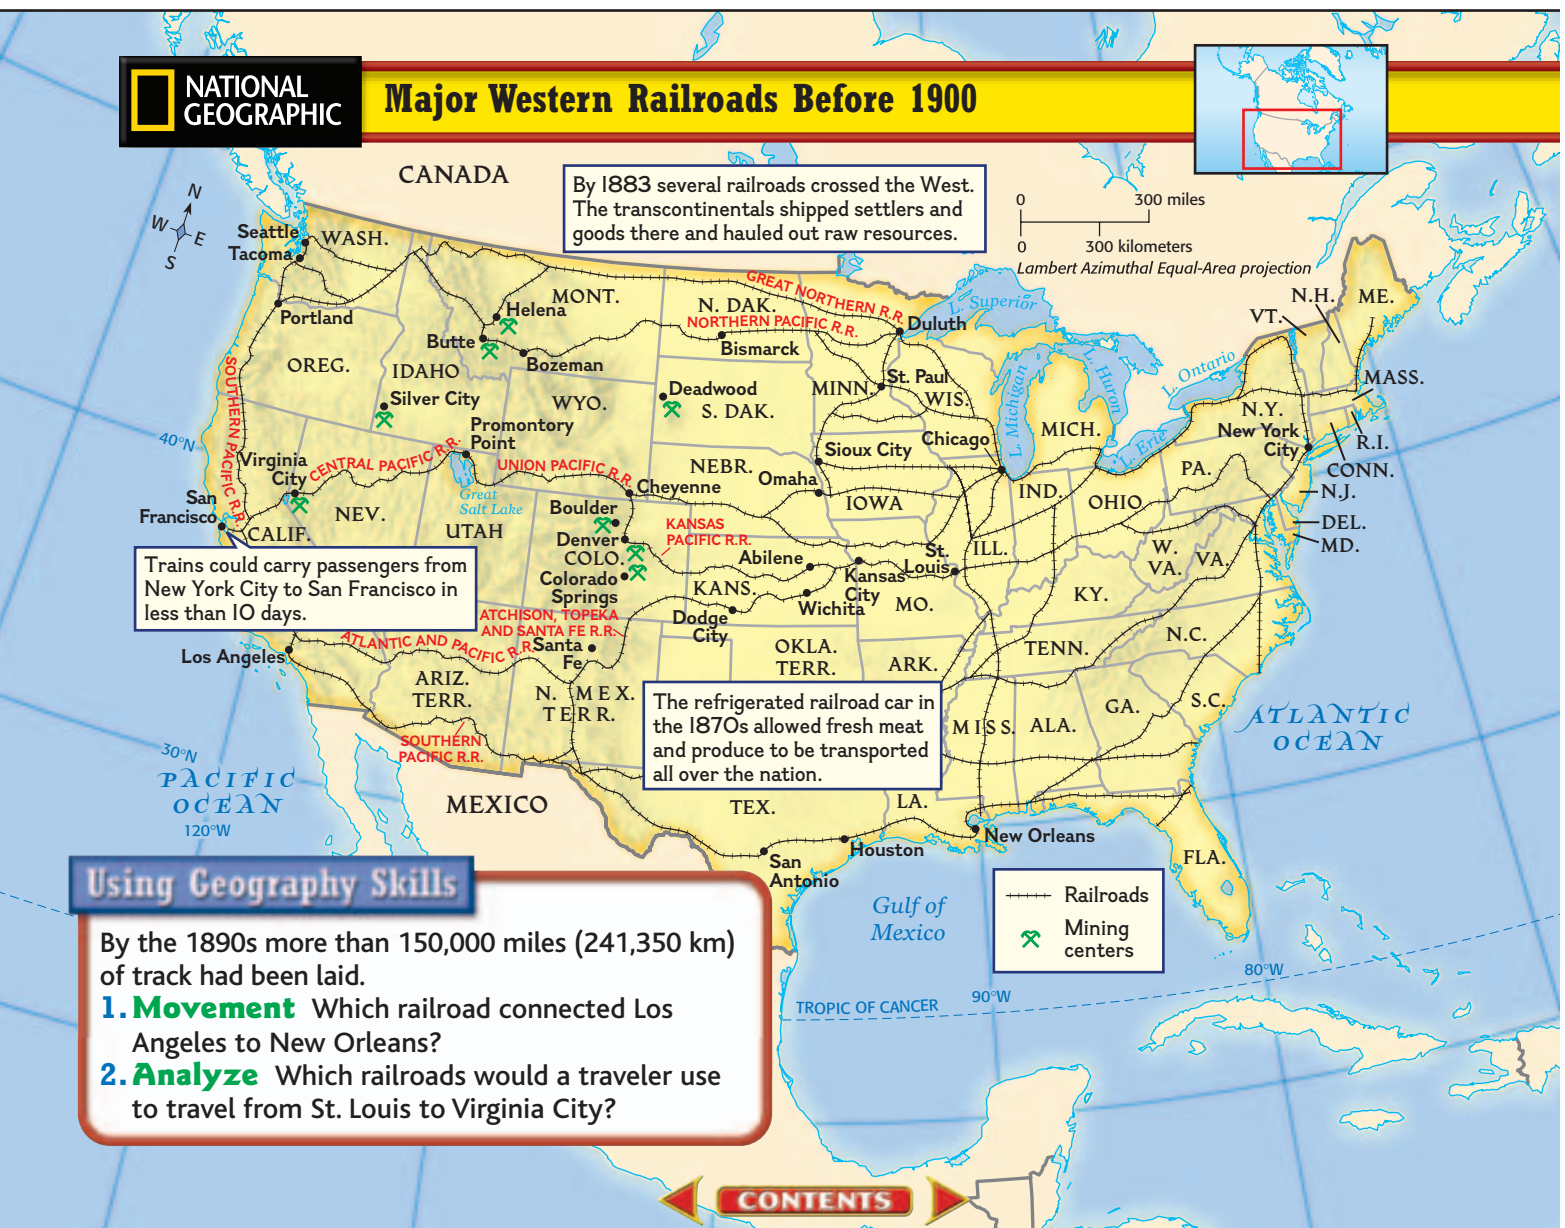 NATIONAL
GEOGRAPHIC
Major Western Railroads Before 1900
CANADA
By 1883 several railroads crossed the West.
The transcontinentals shipped settlers and
goods there and hauled out raw resources.
0 300 miles
0 300 kilometers
Lambert Azimuthal Equal-Area projection
N
W E
S
Seattle
Tacoma
WASH.
Portland
OREG.
IDAHO
MONT.
Helena
Butte
Bozeman
N. DAK.
GREAT NORTHERN R.R.
NORTHERN PACIFIC R.R.
Bismarck
Duluth
L. Superior
N.H.
VT.
ME.
MASS.
L. Michigan
L. Huron
L. Ontario
L. Erie
MINN.
St. Paul
WIS.
MICH.
N.Y.
New York
City
R.I.
CONN.
N.J.
DEL.
MD.
PA.
SOUTHERN PACIFIC R.R.
Silver City
WYO.
Deadwood
S. DAK.
Promontory
Point
40°N
Virginia
City
CENTRAL PACIFIC R.R.
UNION PACIFIC R.R.
Great
Salt Lake
Cheyenne
NEBR.
Sioux City
Omaha
Chicago
IOWA
IND.
OHIO
San
Francisco
CALIF.
NEV.
UTAH
Boulder
Denver
COLO.
Colorado
Springs
KANSAS
PACIFIC R.R.
Abilene
KANS.
Kansas
City
St.
Louis
ILL.
W.
VA.
VA.
KY.
Trains could carry passengers from
New York City to San Francisco in
less than 10 days.
ATCHISON, TOPEKA
AND SANTA FE R.R.
Dodge
City
Wichita
MO.
ATLANTIC AND PACIFIC R.R.
Los Angeles
Santa
Fe
OKLA.
TERR.
ARK.
TENN.
N.C.
ARIZ.
TERR.
N. MEX.
TERR.
The refrigerated railroad car in
the 1870s allowed fresh meat
and produce to be transported
all over the nation.
MISS.
ALA.
GA.
S.C.
ATLANTIC
OCEAN
SOUTHERN
PACIFIC R.R.
30°N
PACIFIC
OCEAN
120°W
MEXICO
TEX.
LA.
New Orleans
Houston
San
Antonio
FLA.
Gulf of
Mexico
Railroads
Mining
centers
80°W
90°W
TROPIC OF CANCER
Using Geography Skills
By the 1890s more than 150,000 miles (241,350 km)
of track had been laid.
1. Movement Which railroad connected Los
Angeles to New Orleans?
2. Analyze Which railroads would a traveler use
to travel from St. Louis to Virginia City?
CONTENTS